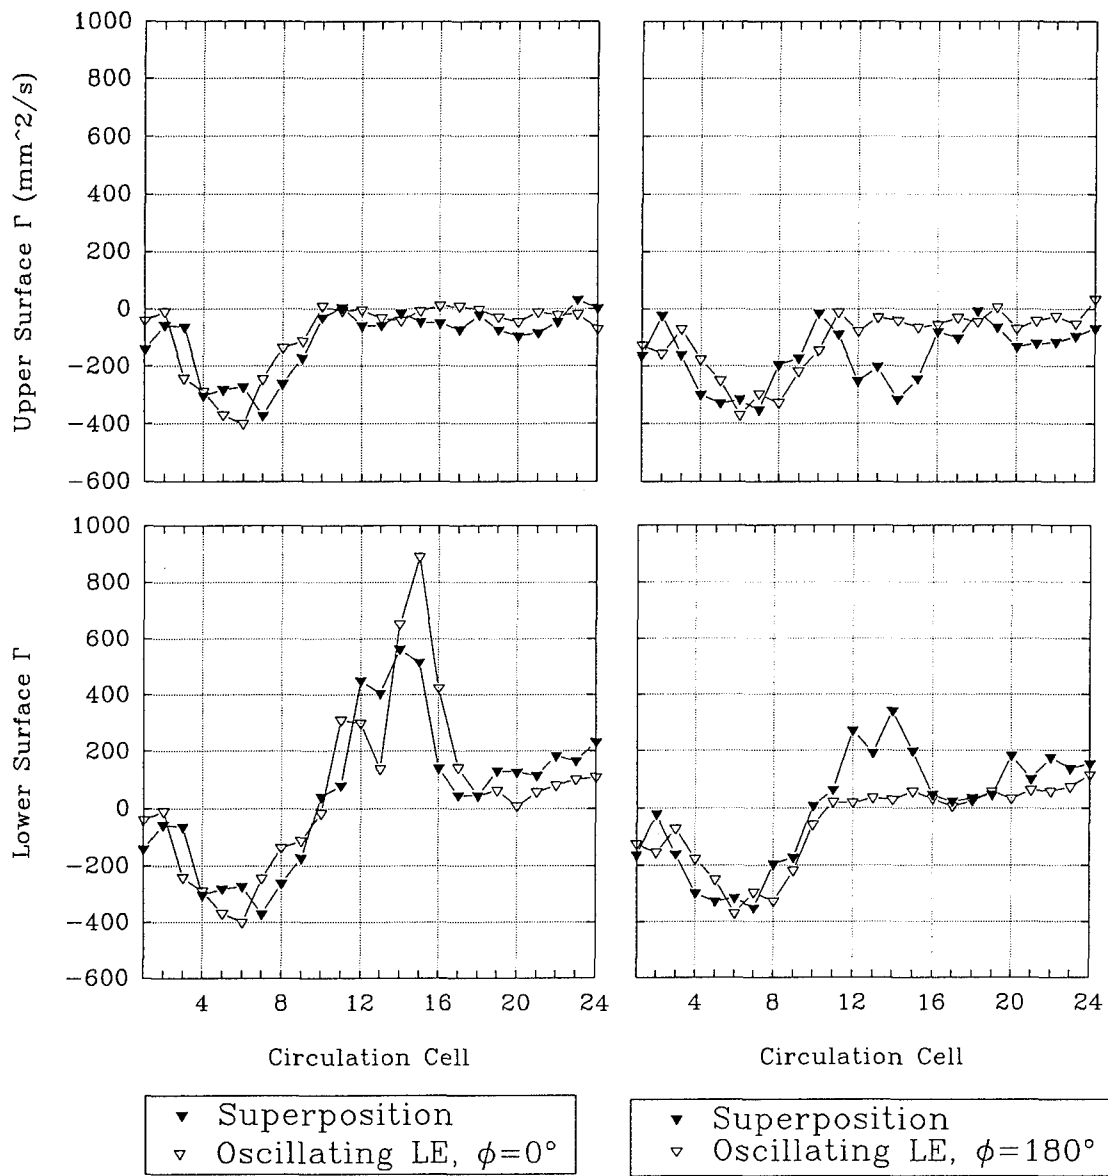 1000
800
600
400
200
0
−200
−400
−600
Upper Surface Γ (mm^2/s)
1000
800
600
400
200
0
−200
−400
−600
Lower Surface Γ
4 8 12 16 20 24
4 8 12 16 20 24
Circulation Cell
Circulation Cell
▼ Superposition
▽ Oscillating LE, ϕ=0°
▼ Superposition
▽ Oscillating LE, ϕ=180°